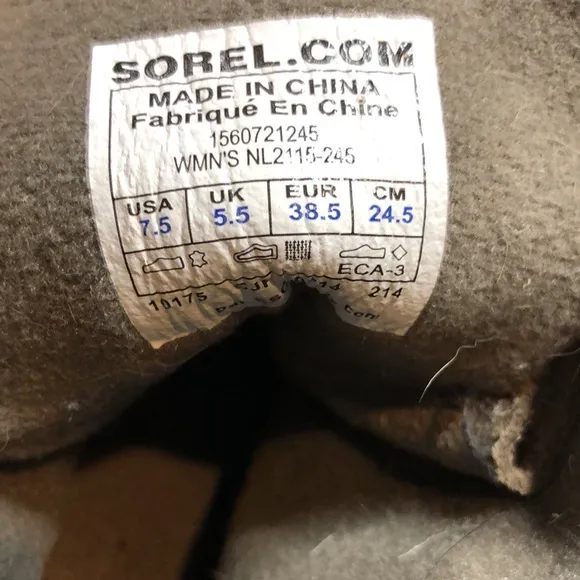 SOREL.COM
MADE IN CHINA
Fabriqué En Chine
1560721245
WMN'S NL2115-245
USA UK EUR CM
7.5 5.5 38.5 24.5
ECA-3
10175 214